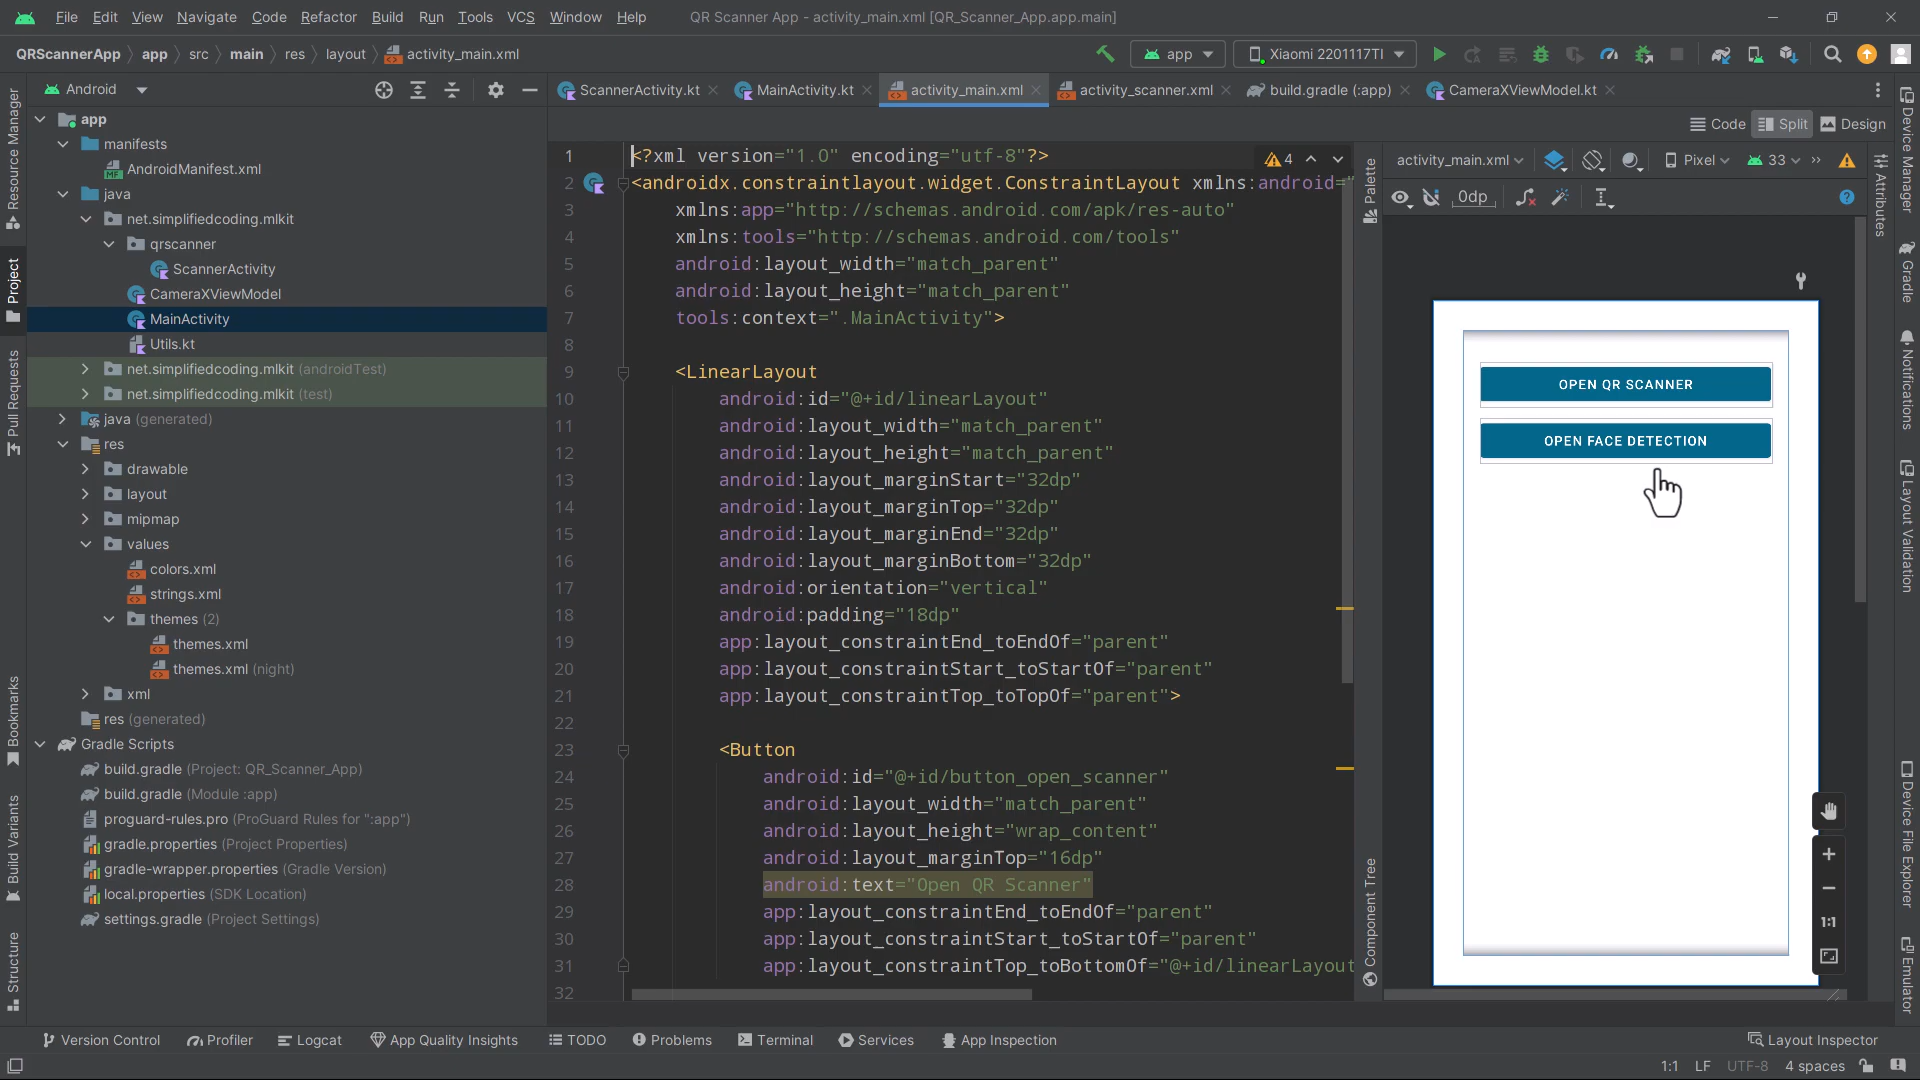 File Edit View Navigate Code Refactor Build Run Tools VCS Window Help QR Scanner App - activity_main.xml [QR_Scanner_App.app.main]
QRScannerApp app src main res layout activity_main.xml app Xiaomi 2201117TI
Android
ScannerActivity.kt MainActivity.kt activity_main.xml activity_scanner.xml build.gradle (:app) CameraXViewModel.kt
Code Split Design
Resource Manager
Project
Pull Requests
Bookmarks
Build Variants
Structure
app
manifests
AndroidManifest.xml
java
net.simplifiedcoding.mlkit
qrscanner
ScannerActivity
CameraXViewModel
MainActivity
Utils.kt
net.simplifiedcoding.mlkit (androidTest)
net.simplifiedcoding.mlkit (test)
java (generated)
res
drawable
layout
mipmap
values
colors.xml
strings.xml
themes (2)
themes.xml
themes.xml (night)
xml
res (generated)
Gradle Scripts
build.gradle (Project: QR_Scanner_App)
build.gradle (Module :app)
proguard-rules.pro (ProGuard Rules for ":app")
gradle.properties (Project Properties)
gradle-wrapper.properties (Gradle Version)
local.properties (SDK Location)
settings.gradle (Project Settings)
4
1 <?xml version="1.0" encoding="utf-8"?>
2 <androidx.constraintlayout.widget.ConstraintLayout xmlns:android="
3 xmlns:app="http://schemas.android.com/apk/res-auto"
4 xmlns:tools="http://schemas.android.com/tools"
5 android:layout_width="match_parent"
6 android:layout_height="match_parent"
7 tools:context=".MainActivity">
8
9 <LinearLayout
10 android:id="@+id/linearLayout"
11 android:layout_width="match_parent"
12 android:layout_height="match_parent"
13 android:layout_marginStart="32dp"
14 android:layout_marginTop="32dp"
15 android:layout_marginEnd="32dp"
16 android:layout_marginBottom="32dp"
17 android:orientation="vertical"
18 android:padding="18dp"
19 app:layout_constraintEnd_toEndOf="parent"
20 app:layout_constraintStart_toStartOf="parent"
21 app:layout_constraintTop_toTopOf="parent">
22
23 <Button
24 android:id="@+id/button_open_scanner"
25 android:layout_width="match_parent"
26 android:layout_height="wrap_content"
27 android:layout_marginTop="16dp"
28 android:text="Open QR Scanner"
29 app:layout_constraintEnd_toEndOf="parent"
30 app:layout_constraintStart_toStartOf="parent"
31 app:layout_constraintTop_toBottomOf="@+id/linearLayout
32
Palette
Component Tree
activity_main.xml Pixel 33
0dp
OPEN QR SCANNER
OPEN FACE DETECTION
1:1
Attributes
Device Manager
Gradle
Notifications
Layout Validation
Device File Explorer
Emulator
Version Control Profiler Logcat App Quality Insights TODO Problems Terminal Services App Inspection Layout Inspector
1:1 LF UTF-8 4 spaces